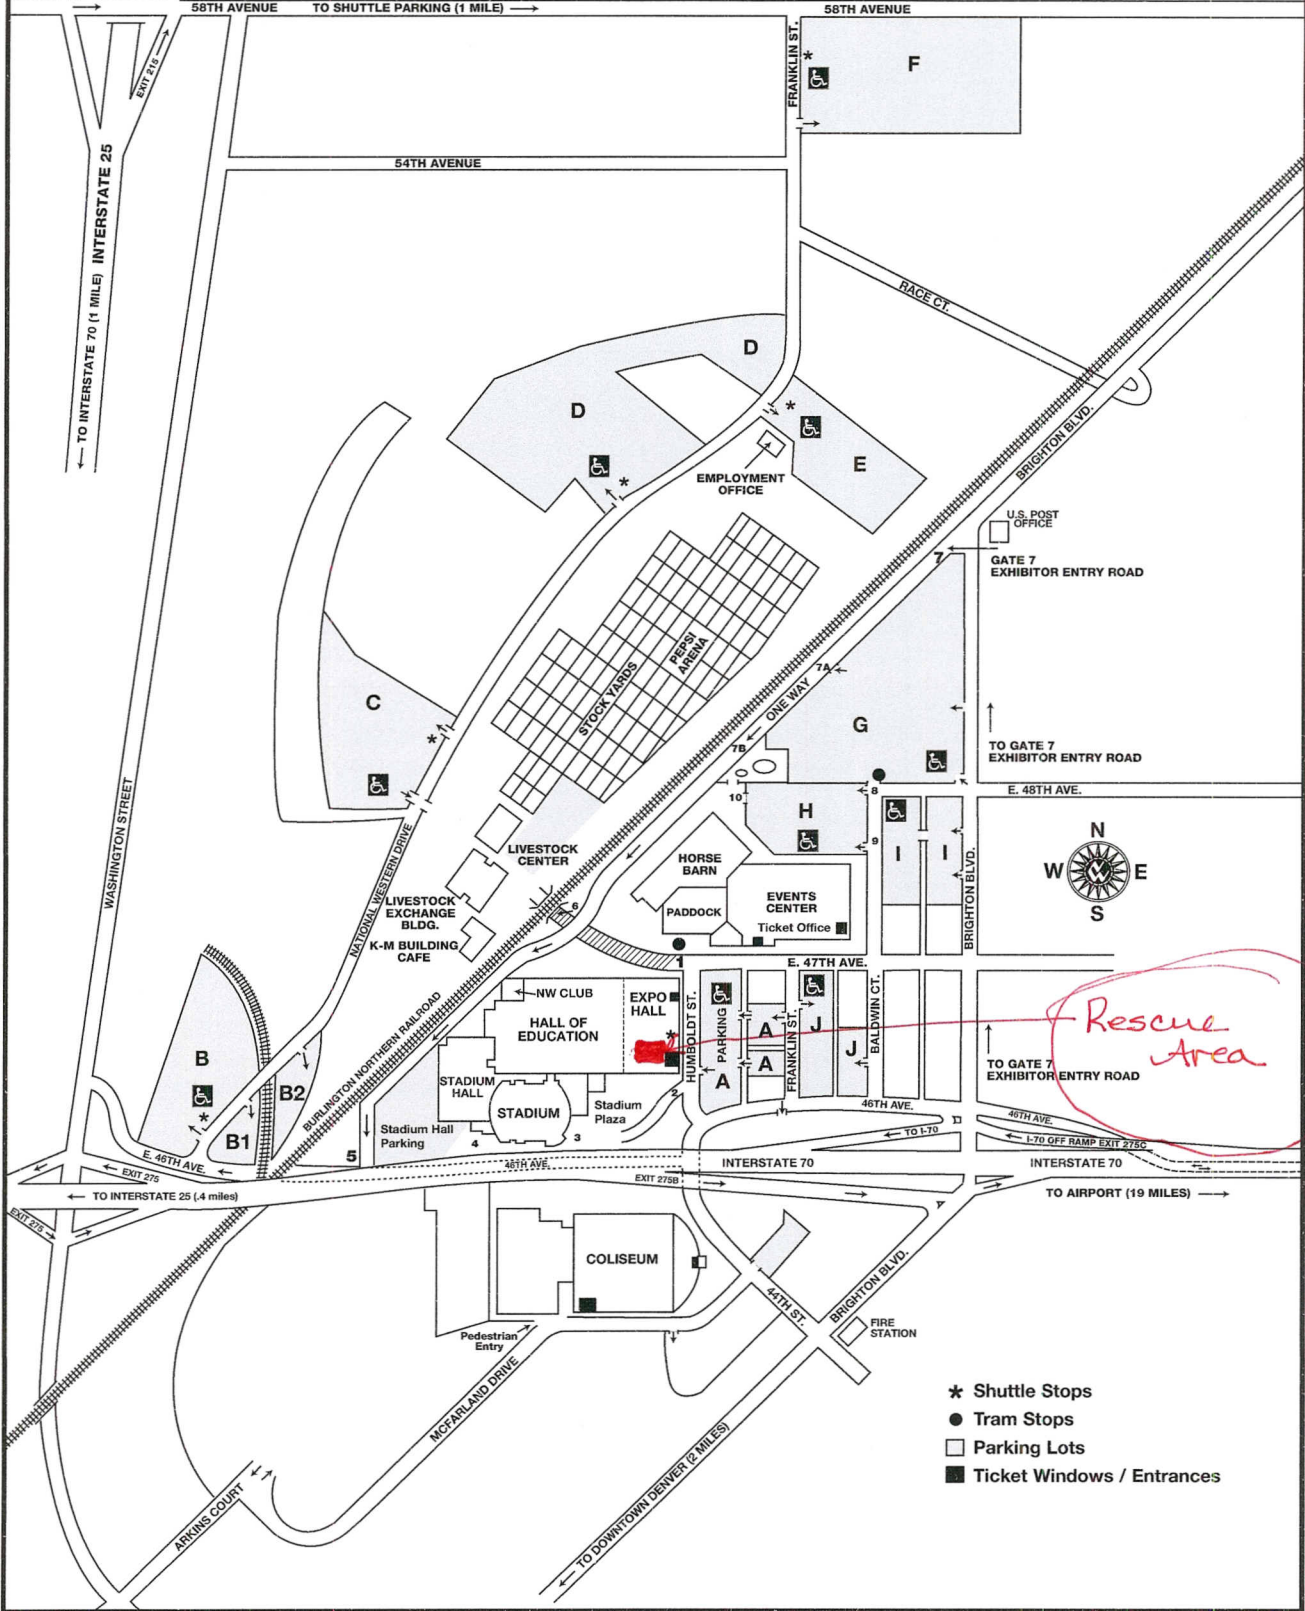 58TH AVENUE
TO SHUTTLE PARKING (1 MILE)
58TH AVENUE
EXIT 215
FRANKLIN ST.
F
INTERSTATE 25
TO INTERSTATE 70 (1 MILE)
54TH AVENUE
RACE CT.
D
D
E
BRIGHTON BLVD.
EMPLOYMENT
OFFICE
U.S. POST
OFFICE
7
GATE 7
EXHIBITOR ENTRY ROAD
PEPSI
ARENA
STOCK YARDS
7A
ONE WAY
C
G
7B
TO GATE 7
EXHIBITOR ENTRY ROAD
WASHINGTON STREET
NATIONAL WESTERN DRIVE
8
E. 48TH AVE.
10
H
9
I
I
N
W
E
S
LIVESTOCK
CENTER
HORSE
BARN
LIVESTOCK
EXCHANGE
BLDG.
PADDOCK
EVENTS
CENTER
Ticket Office
BRIGHTON BLVD.
6
K-M BUILDING
CAFE
1
E. 47TH AVE.
NW CLUB
EXPO
HALL
HALL OF
EDUCATION
HUMBOLDT ST.
PARKING
A
A
A
FRANKLIN ST.
J
J
BALDWIN CT.
Rescue
Area
TO GATE 7
EXHIBITOR ENTRY ROAD
BURLINGTON NORTHERN RAILROAD
B
B2
B1
STADIUM
HALL
STADIUM
Stadium
Plaza
2
3
4
Stadium Hall
Parking
5
46TH AVE.
46TH AVE.
TO I-70
I-70 OFF RAMP EXIT 275C
E. 46TH AVE.
EXIT 275
46TH AVE.
INTERSTATE 70
INTERSTATE 70
EXIT 275B
TO INTERSTATE 25 (.4 miles)
TO AIRPORT (19 MILES)
EXIT 275
COLISEUM
44TH ST.
BRIGHTON BLVD.
FIRE
STATION
Pedestrian
Entry
MCFARLAND DRIVE
ARKINS COURT
TO DOWNTOWN DENVER (2 MILES)
* Shuttle Stops
Tram Stops
Parking Lots
Ticket Windows / Entrances